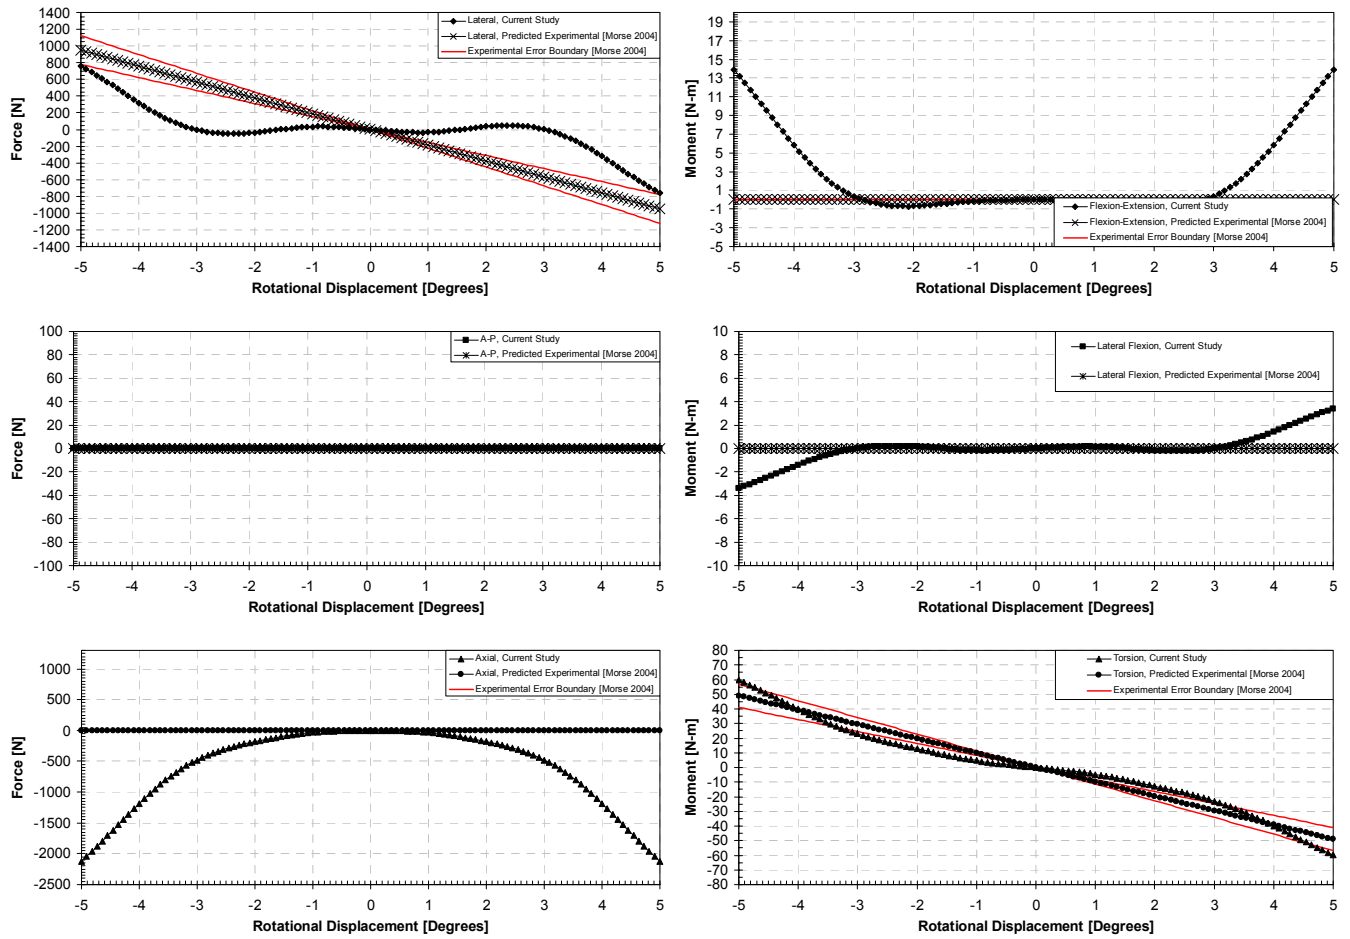 1400
1200
1000
800
600
400
200
0
-200
-400
-600
-800
-1000
-1200
-1400
Force [N]
Lateral, Current Study
Lateral, Predicted Experimental [Morse 2004]
Experimental Error Boundary [Morse 2004]
-5 -4 -3 -2 -1 0 1 2 3 4 5
Rotational Displacement [Degrees]
19
17
15
13
11
9
7
5
3
1
-1
-3
-5
Moment [N-m]
Flexion-Extension, Current Study
Flexion-Extension, Predicted Experimental [Morse 2004]
Experimental Error Boundary [Morse 2004]
-5 -4 -3 -2 -1 0 1 2 3 4 5
Rotational Displacement [Degrees]
100
80
60
40
20
0
-20
-40
-60
-80
-100
Force [N]
A-P, Current Study
A-P, Predicted Experimental [Morse 2004]
-5 -4 -3 -2 -1 0 1 2 3 4 5
Rotational Displacement [Degrees]
10
8
6
4
2
0
-2
-4
-6
-8
-10
Moment [N-m]
Lateral Flexion, Current Study
Lateral Flexion, Predicted Experimental [Morse 2004]
-5 -4 -3 -2 -1 0 1 2 3 4 5
Rotational Displacement [Degrees]
1000
500
0
-500
-1000
-1500
-2000
-2500
Force [N]
Axial, Current Study
Axial, Predicted Experimental [Morse 2004]
Experimental Error Boundary [Morse 2004]
-5 -4 -3 -2 -1 0 1 2 3 4 5
Rotational Displacement [Degrees]
80
70
60
50
40
30
20
10
0
-10
-20
-30
-40
-50
-60
-70
-80
Moment [N-m]
Torsion, Current Study
Torsion, Predicted Experimental [Morse 2004]
Experimental Error Boundary [Morse 2004]
-5 -4 -3 -2 -1 0 1 2 3 4 5
Rotational Displacement [Degrees]